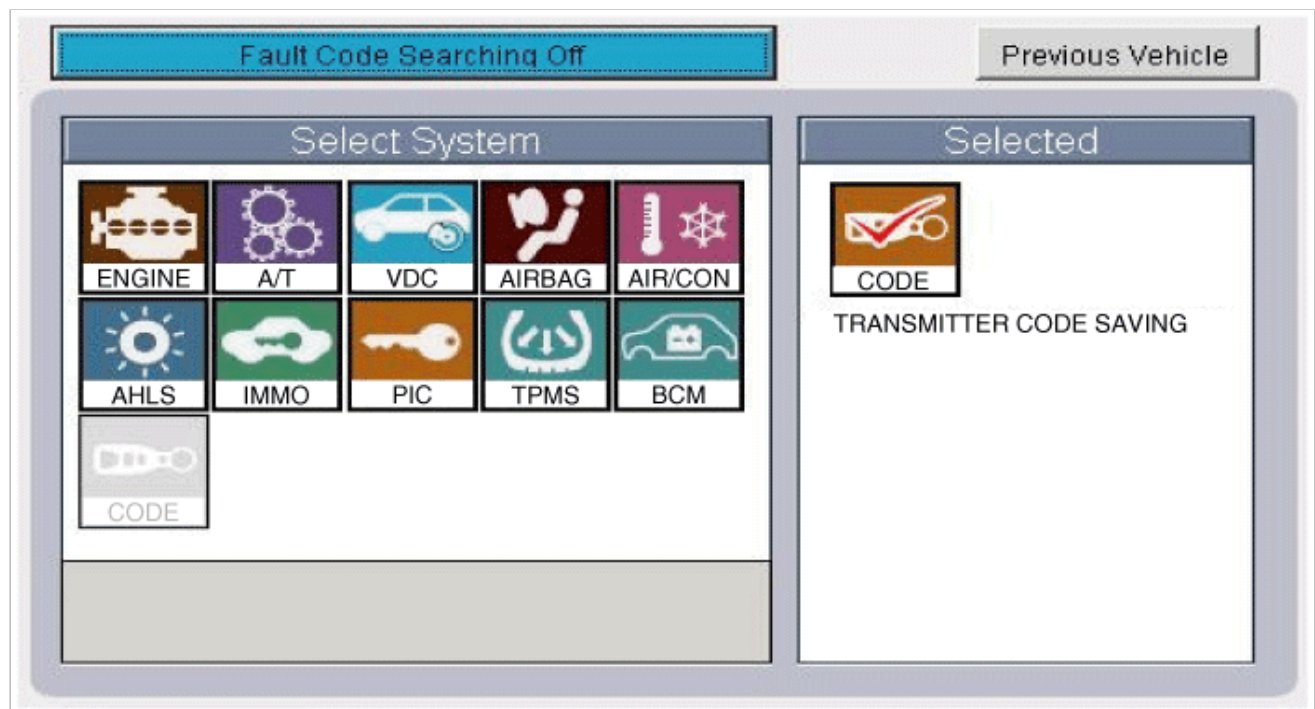 Fault Code Searching Off
Previous Vehicle
Select System
Selected
ENGINE A/T VDC AIRBAG AIR/CON
AHLS IMMO PIC TPMS BCM
CODE
CODE
TRANSMITTER CODE SAVING